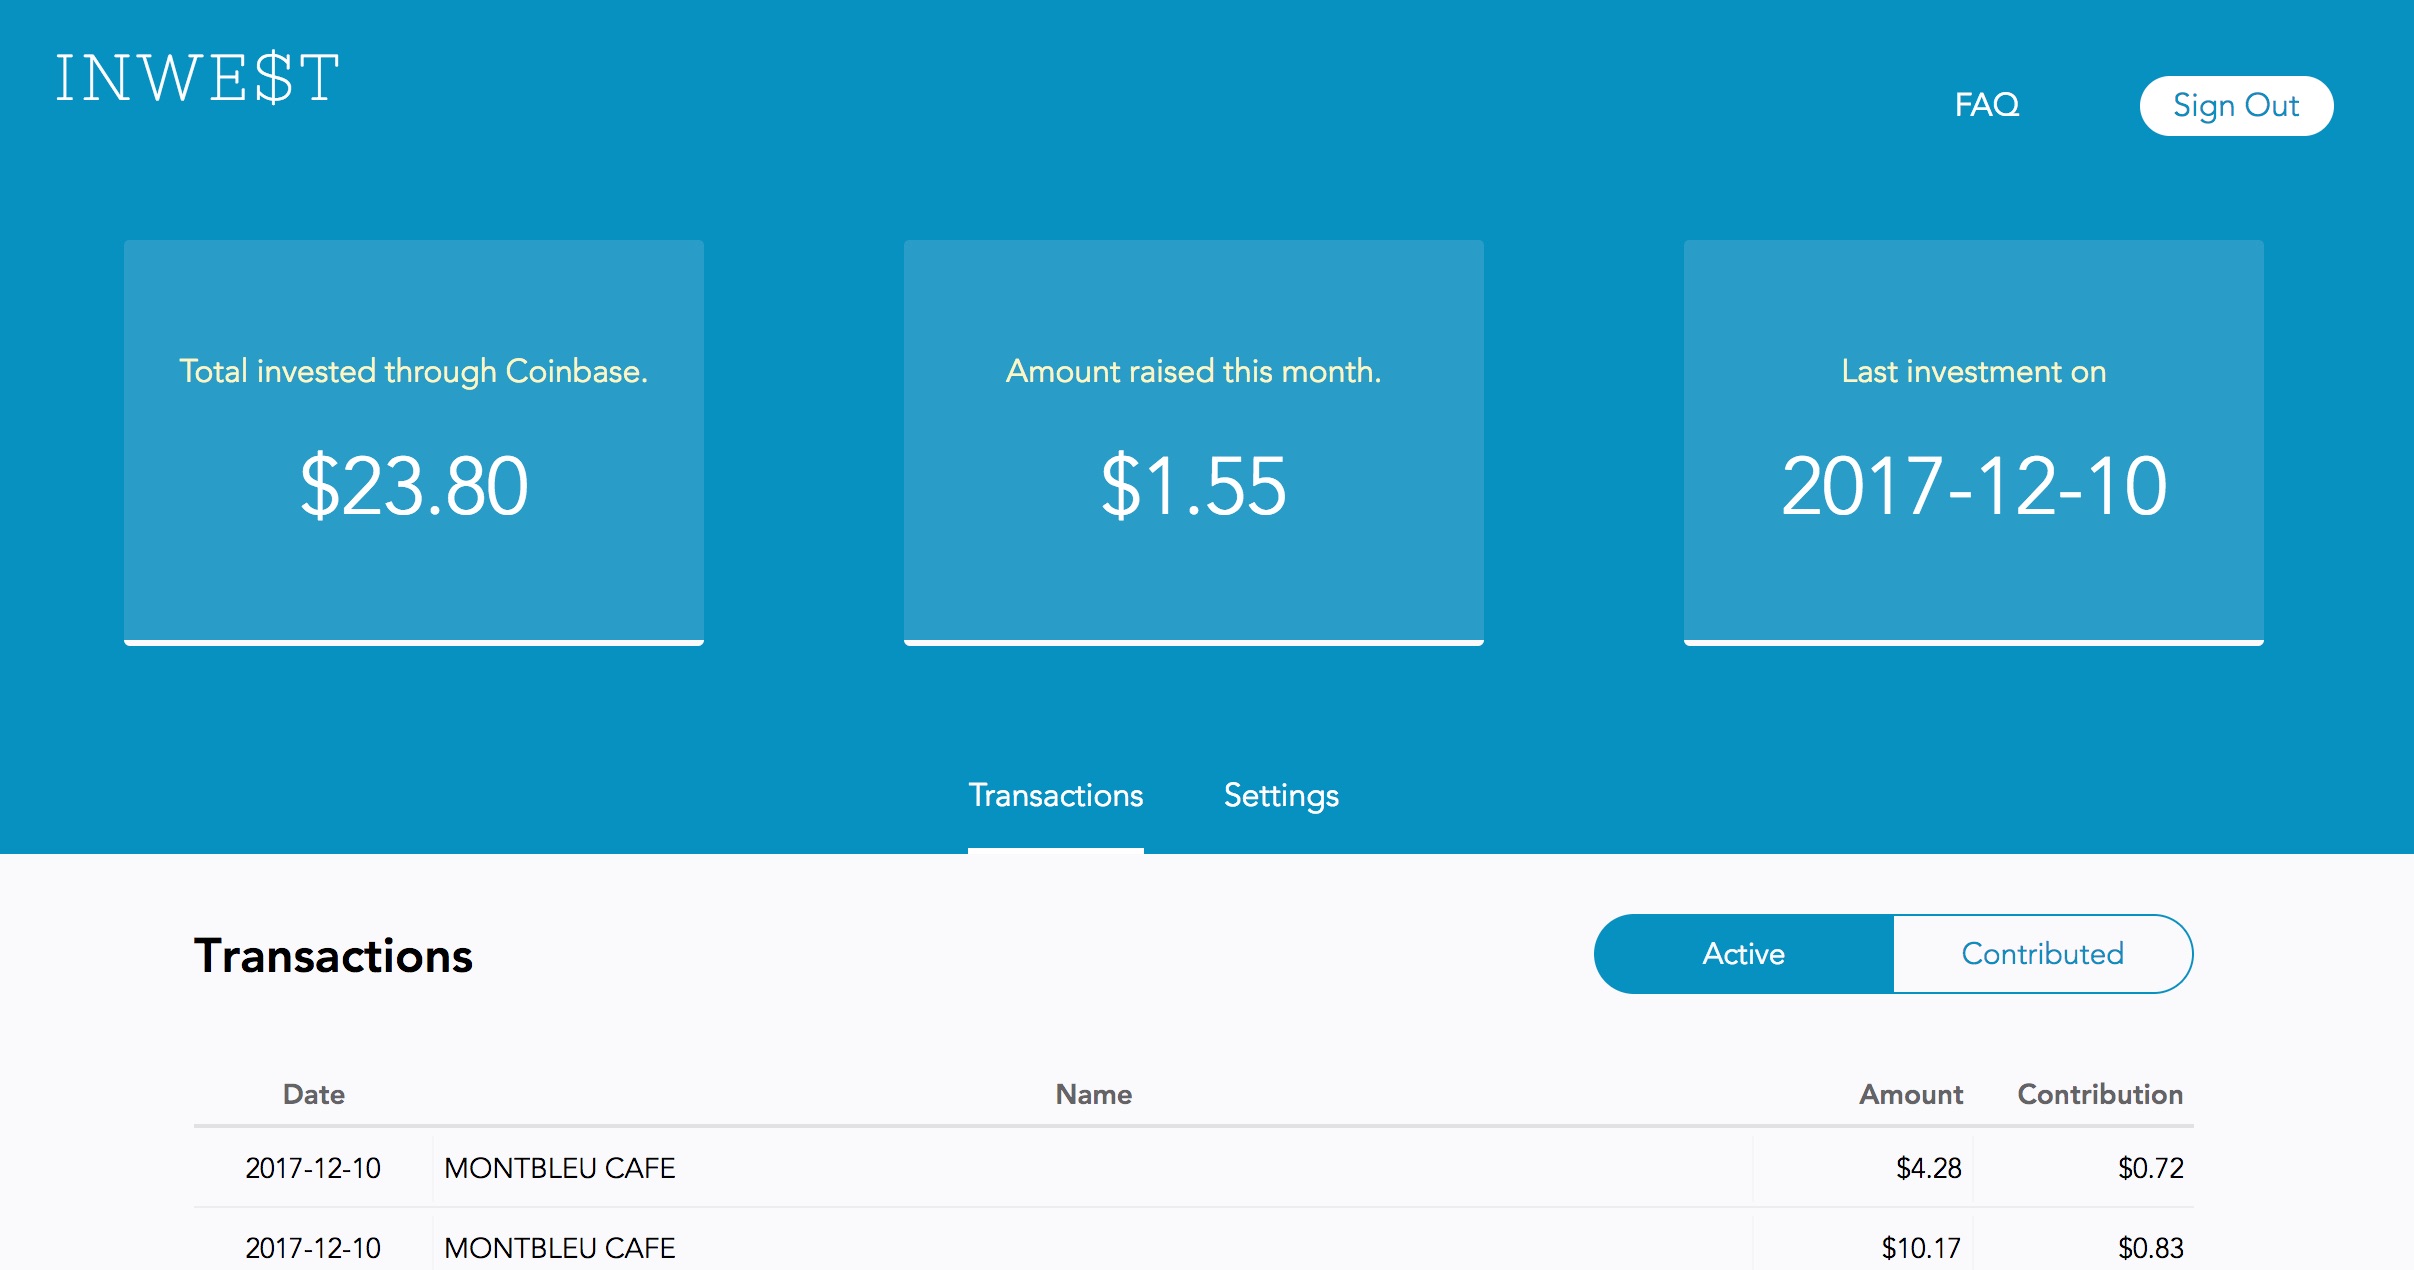 INWE$T
FAQ
Sign Out
Total invested through Coinbase.
$23.80
Amount raised this month.
$1.55
Last investment on
2017-12-10
Transactions
Settings
Transactions
Active
Contributed
Date Name Amount Contribution
2017-12-10 MONTBLEU CAFE $4.28 $0.72
2017-12-10 MONTBLEU CAFE $10.17 $0.83